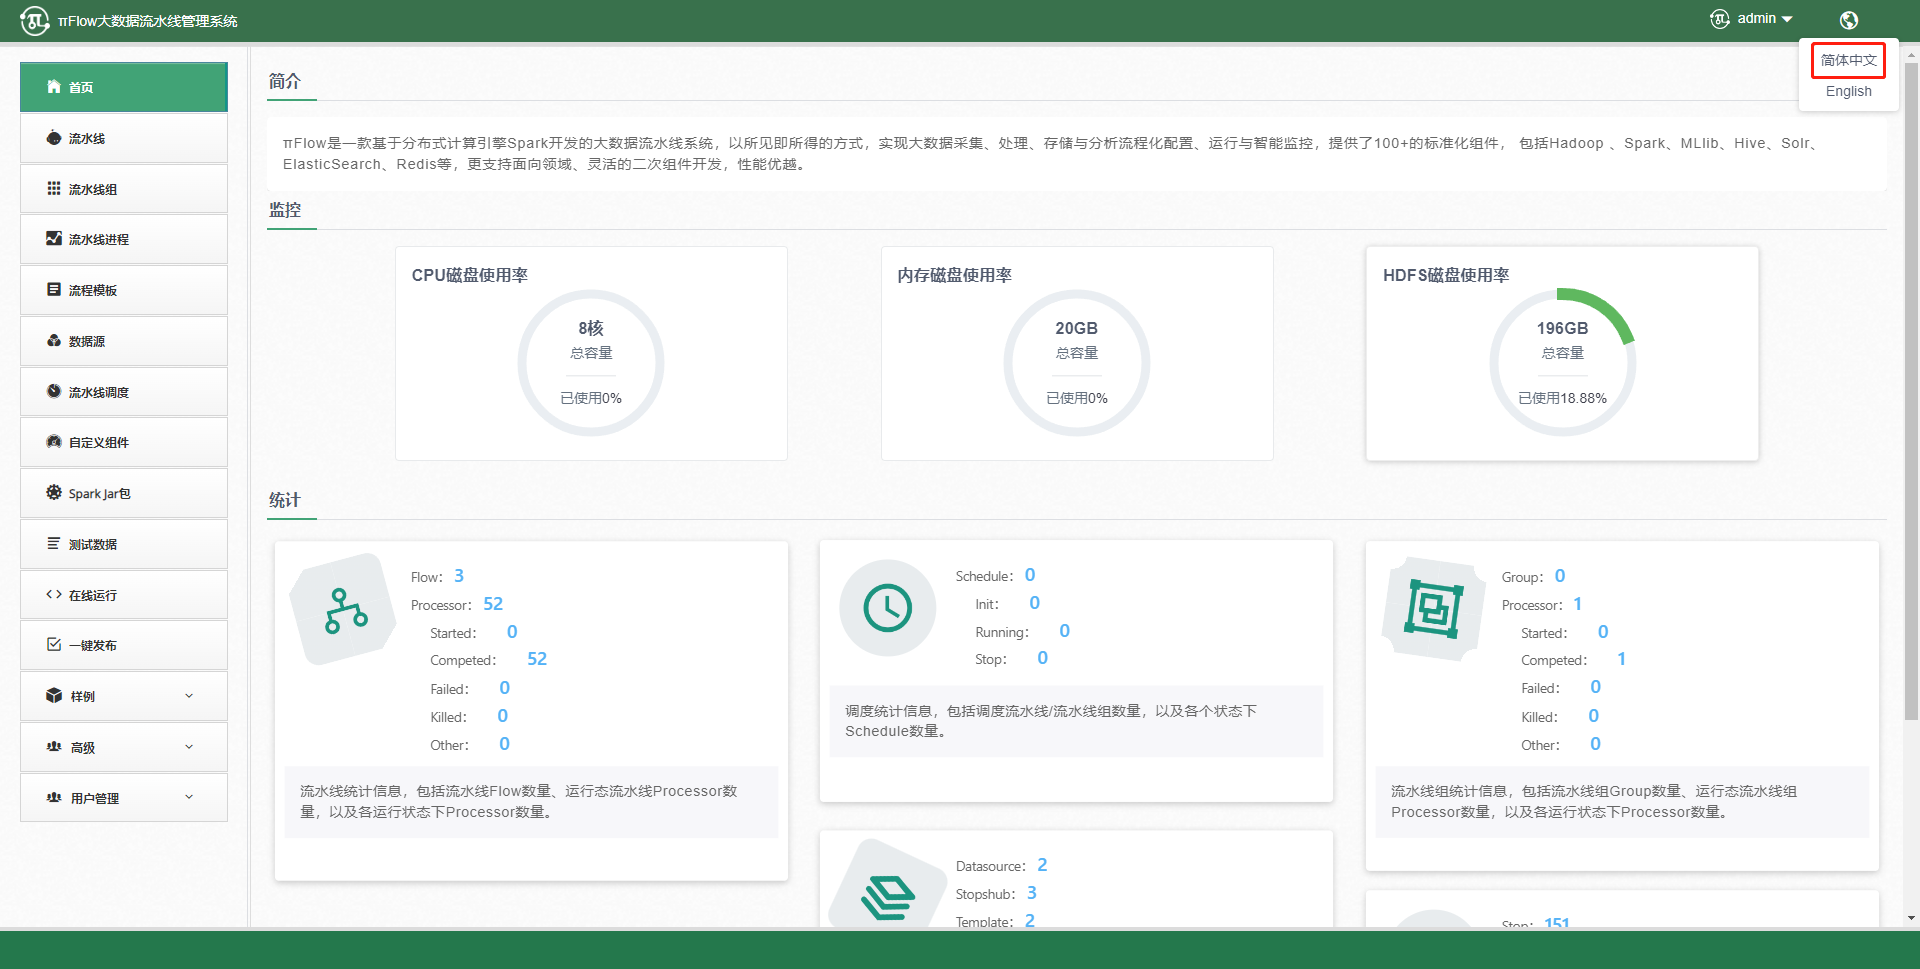 πFlow大数据流水线管理系统
admin
简体中文
English
首页
流水线
流水线组
流水线进程
流程模板
数据源
流水线调度
自定义组件
Spark Jar包
测试数据
在线运行
一键发布
样例
高级
用户管理
简介
πFlow是一款基于分布式计算引擎Spark开发的大数据流水线系统，以所见即所得的方式，实现大数据采集、处理、存储与分析流程化配置、运行与智能监控，提供了100+的标准化组件， 包括Hadoop 、Spark、MLlib、Hive、Solr、
ElasticSearch、Redis等，更支持面向领域、灵活的二次组件开发，性能优越。
监控
CPU磁盘使用率
8核
总容量
已使用0%
内存磁盘使用率
20GB
总容量
已使用0%
HDFS磁盘使用率
196GB
总容量
已使用18.88%
统计
Flow： 3
Processor： 52
Started： 0
Competed： 52
Failed： 0
Killed： 0
Other： 0
流水线统计信息，包括流水线Flow数量、运行态流水线Processor数
量，以及各运行状态下Processor数量。
Schedule： 0
Init： 0
Running： 0
Stop： 0
调度统计信息，包括调度流水线/流水线组数量，以及各个状态下
Schedule数量。
Group： 0
Processor： 1
Started： 0
Competed： 1
Failed： 0
Killed： 0
Other： 0
流水线组统计信息，包括流水线组Group数量、运行态流水线组
Processor数量，以及各运行状态下Processor数量。
Datasource： 2
Stopshub： 3
Template： 2
Stop： 151